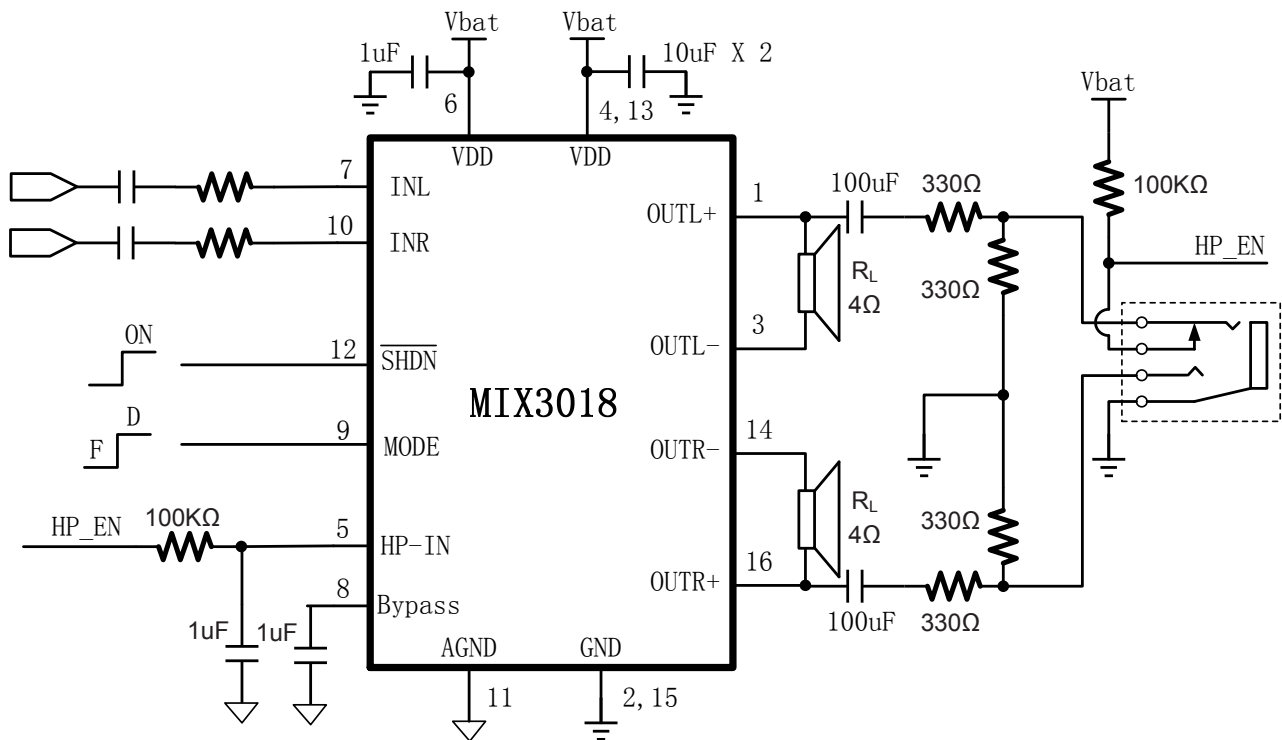 Vbat
Vbat
1uF
10uF X 2
6
4, 13
Vbat
VDD
VDD
7
INL
10
INR
1
OUTL+
100uF
330Ω
100KΩ
HP_EN
RL
4Ω
330Ω
3
OUTL-
ON
12
SHDN
MIX3018
D
F
9
MODE
14
OUTR-
RL
4Ω
330Ω
HP_EN
100KΩ
5
HP-IN
16
OUTR+
100uF
330Ω
8
Bypass
1uF
1uF
AGND
GND
11
2, 15